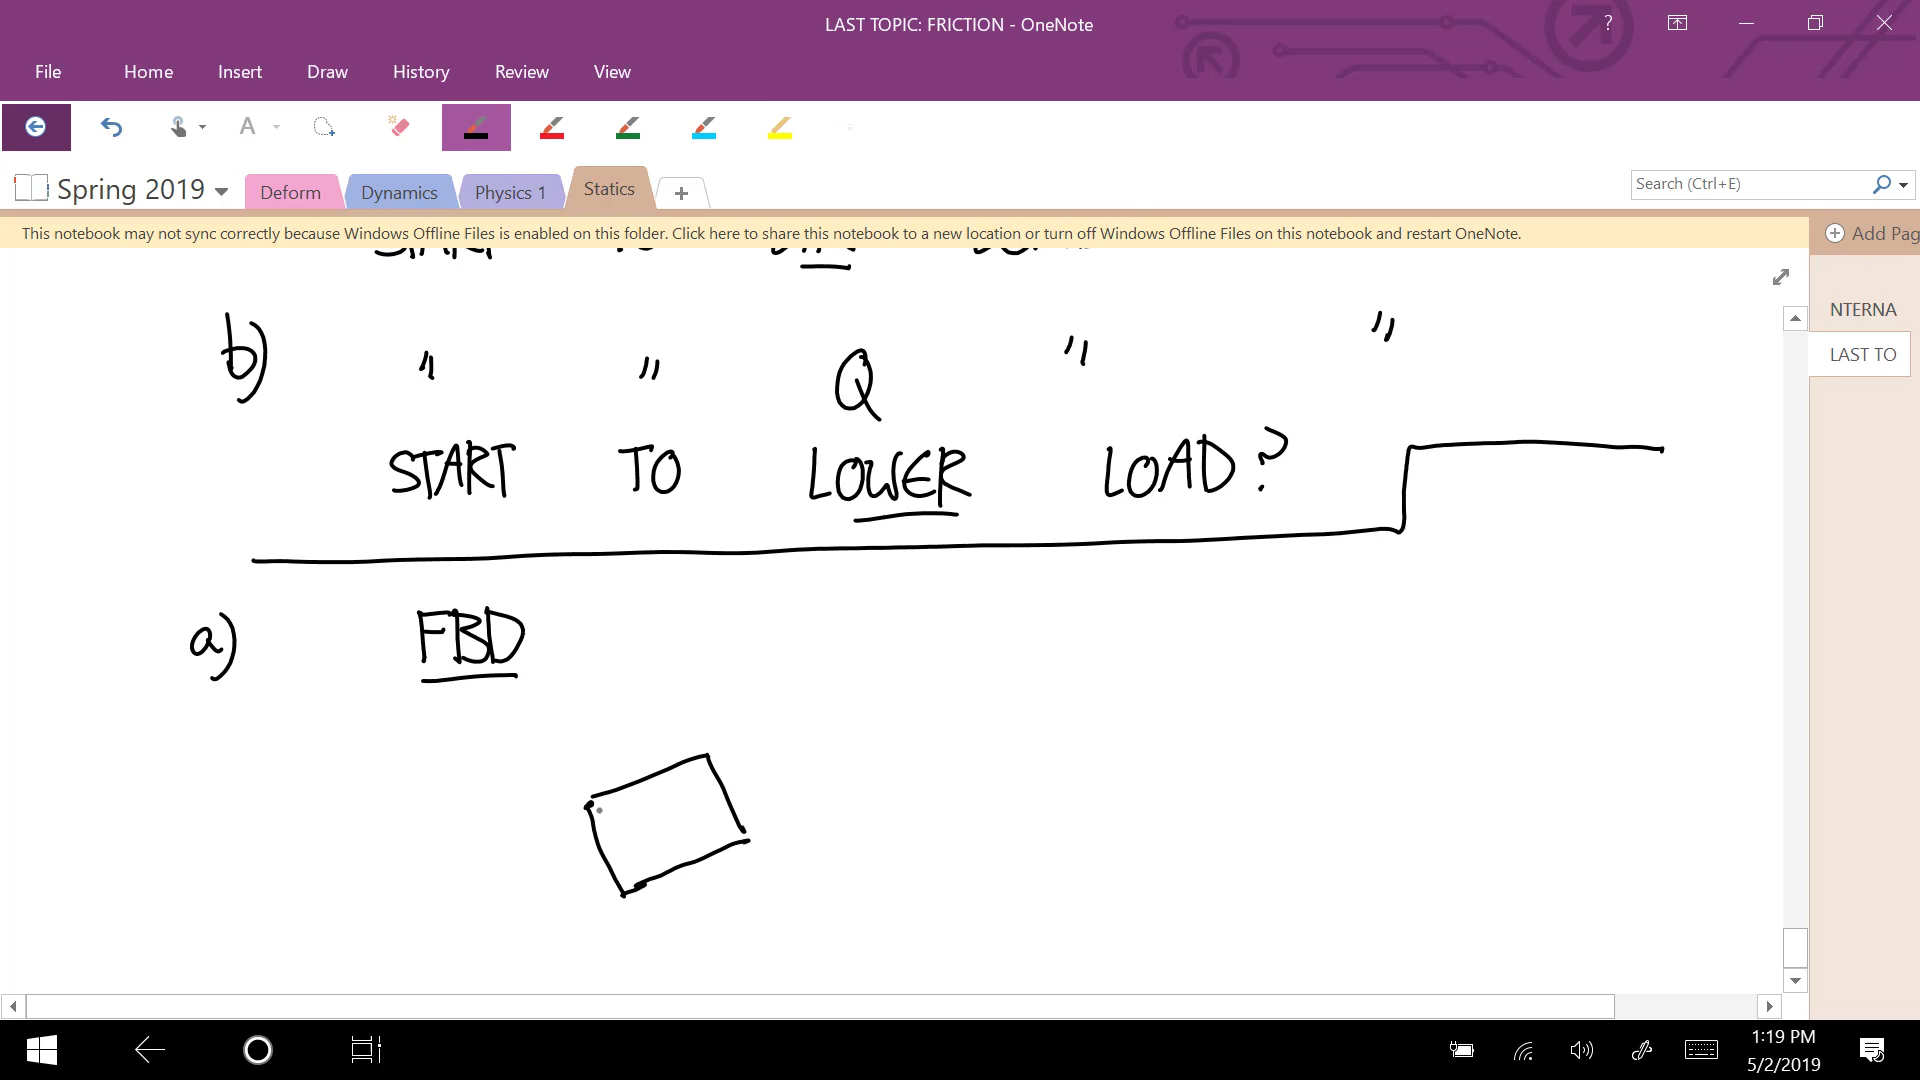 LAST TOPIC: FRICTION - OneNote
?
File Home Insert Draw History Review View
A
Spring 2019 Deform Dynamics Physics 1 Statics +
Search (Ctrl+E)
This notebook may not sync correctly because Windows Offline Files is enabled on this folder. Click here to share this notebook to a new location or turn off Windows Offline Files on this notebook and restart OneNote.
Add Pag
NTERNA
LAST TO
b) " " Q " "
START TO LOWER LOAD?
a) FBD
1:19 PM
5/2/2019